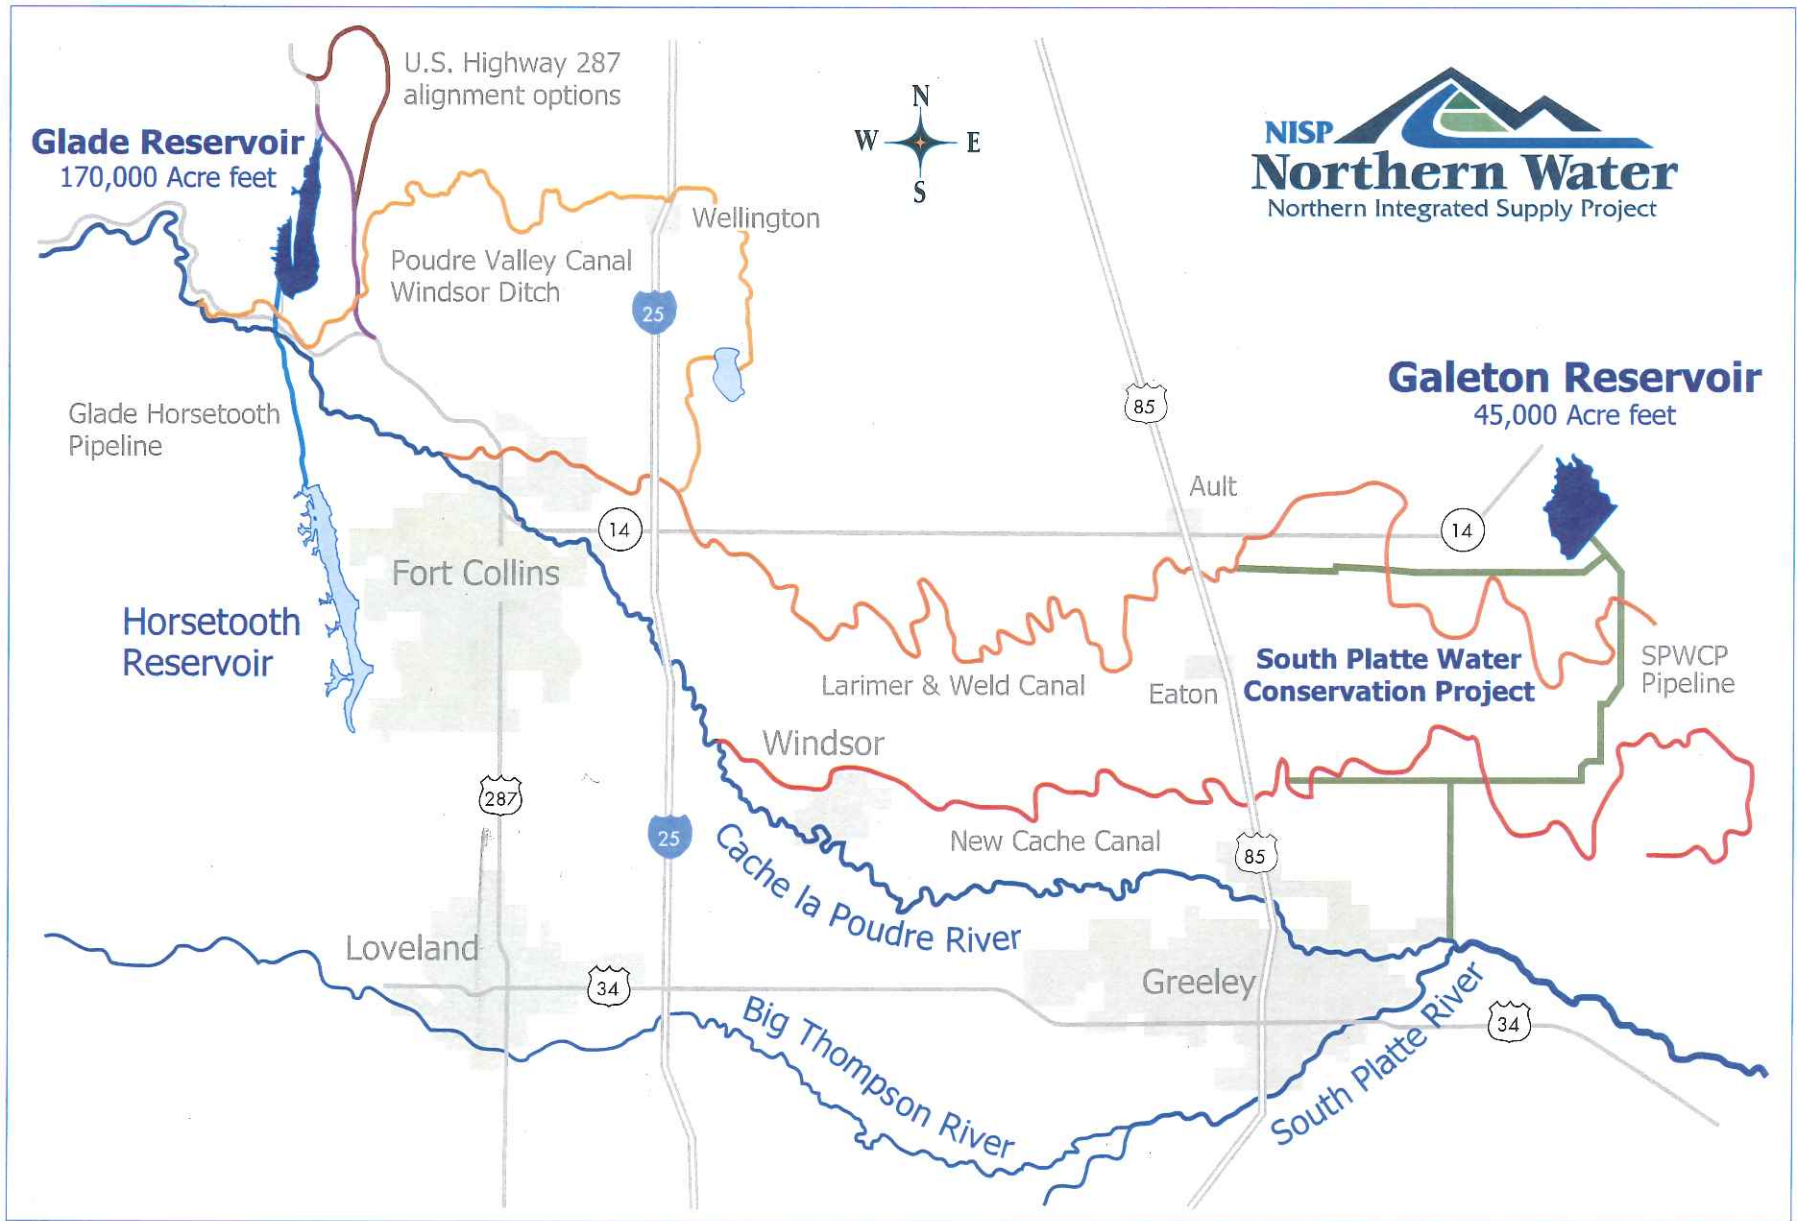 U.S. Highway 287
alignment options
N
W
E
S
NISP
Northern Water
Northern Integrated Supply Project
Glade Reservoir
170,000 Acre feet
Wellington
Poudre Valley Canal
Windsor Ditch
25
Galeton Reservoir
45,000 Acre feet
85
Glade Horsetooth
Pipeline
Ault
14
14
Fort Collins
Horsetooth
Reservoir
South Platte Water
Conservation Project
SPWCP
Pipeline
Larimer & Weld Canal
Eaton
Windsor
287
25
New Cache Canal
85
Cache la Poudre River
Loveland
34
Greeley
Big Thompson River
South Platte River
34